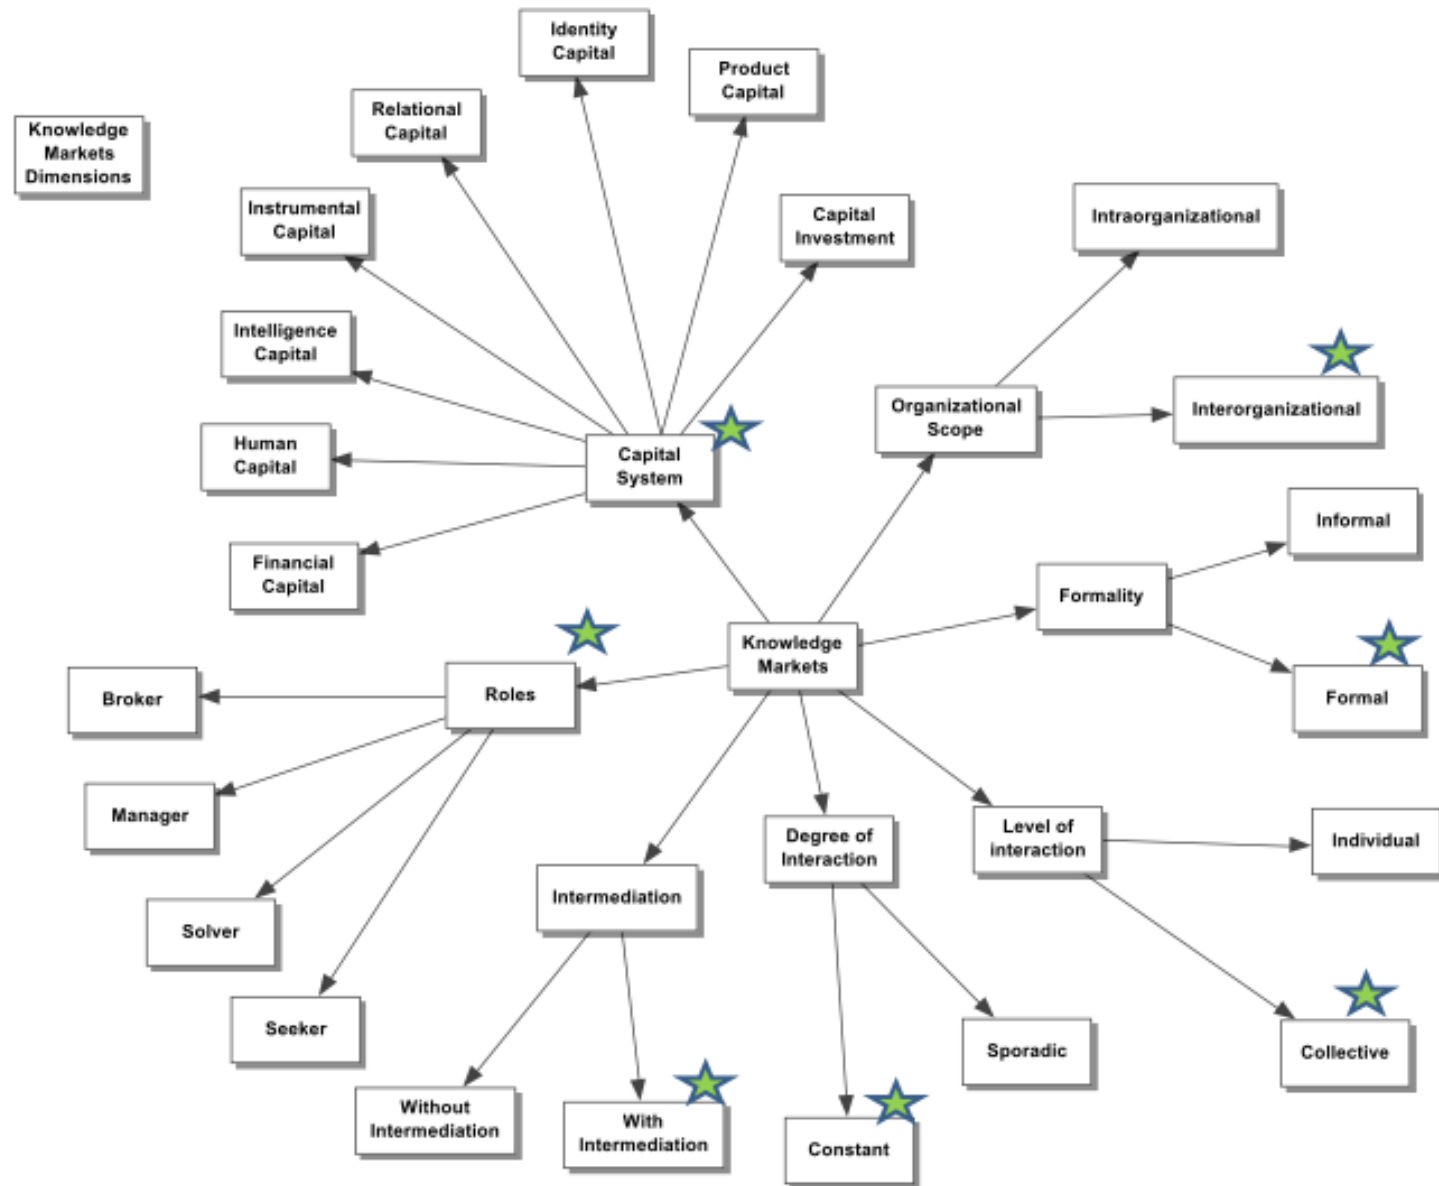 Identity
Capital
Product
Capital
Relational
Capital
Knowledge
Markets
Dimensions
Instrumental
Capital
Capital
Investment
Intraorganizational
Intelligence
Capital
Organizational
Scope
Interorganizational
Human
Capital
Capital
System
Informal
Financial
Capital
Formality
Knowledge
Markets
Broker
Roles
Formal
Manager
Degree of
Interaction
Level of
interaction
Individual
Intermediation
Solver
Seeker
Sporadic
Collective
Without
Intermediation
With
Intermediation
Constant